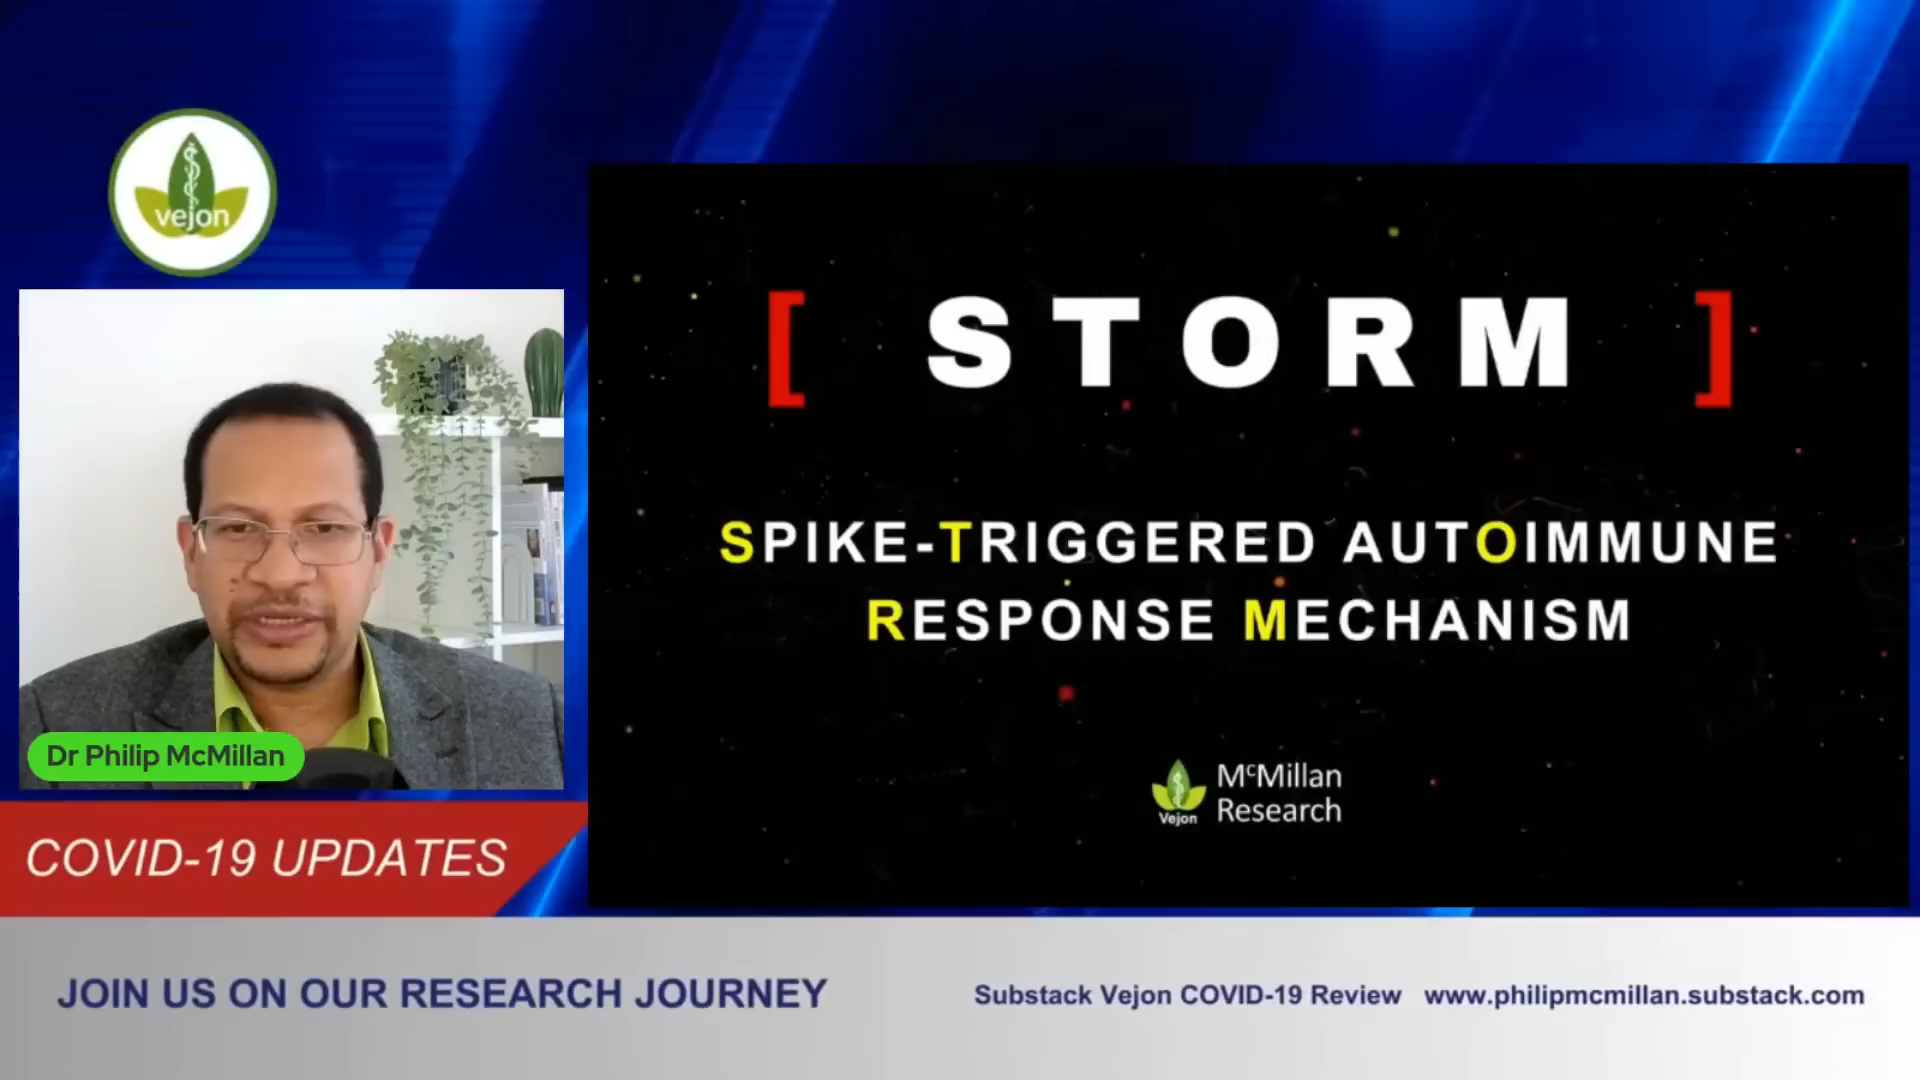 vejon
[ STORM ]
SPIKE-TRIGGERED AUTOIMMUNE
RESPONSE MECHANISM
Vejon
McMillan
Research
Dr Philip McMillan
COVID-19 UPDATES
JOIN US ON OUR RESEARCH JOURNEY
Substack Vejon COVID-19 Review www.philipmcmillan.substack.com